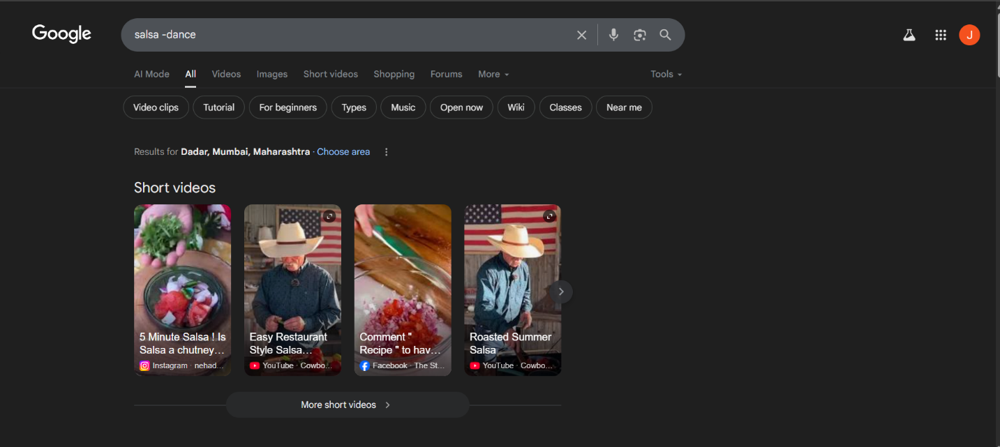 Google
salsa -dance
J
AI Mode All Videos Images Short videos Shopping Forums More Tools
Video clips Tutorial For beginners Types Music Open now Wiki Classes Near me
Results for Dadar, Mumbai, Maharashtra · Choose area
Short videos
5 Minute Salsa ! Is
Salsa a chutney...
Instagram · nehad...
Easy Restaurant
Style Salsa...
YouTube · Cowbo...
Comment "
Recipe " to hav...
Facebook · The St...
Roasted Summer
Salsa
YouTube · Cowbo...
More short videos